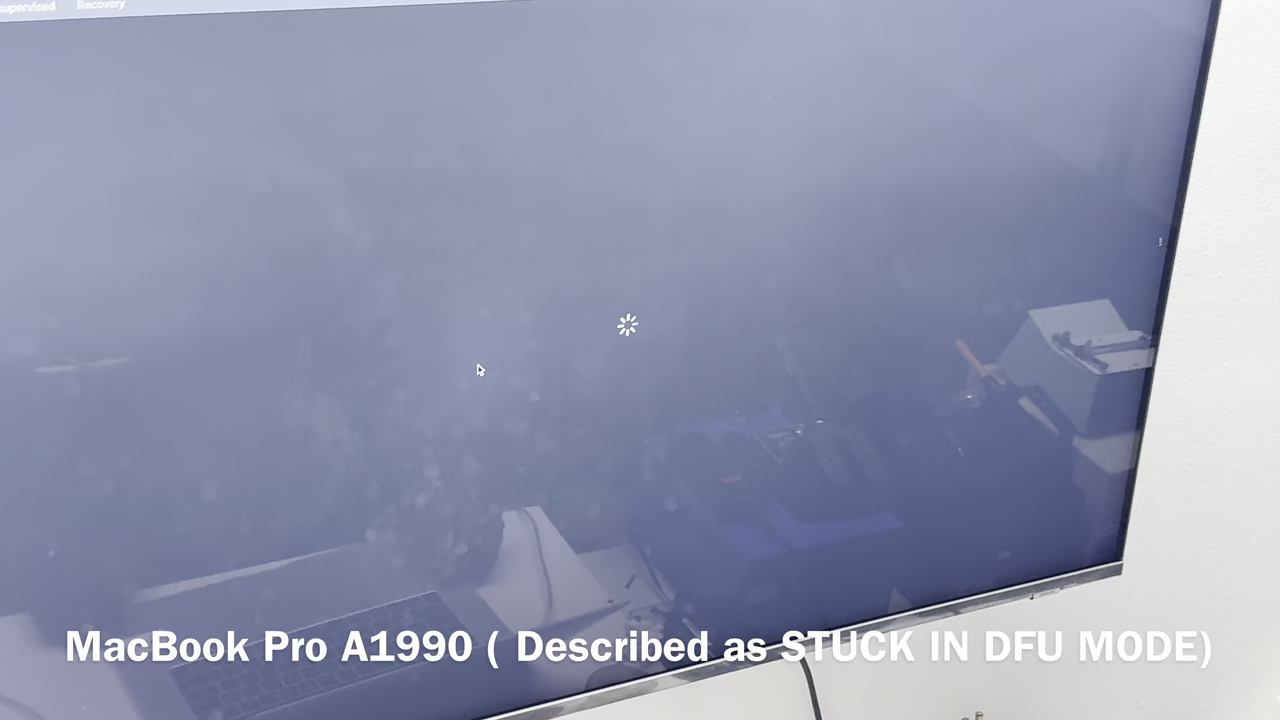 supervised Recovery
MacBook Pro A1990 ( Described as STUCK IN DFU MODE)